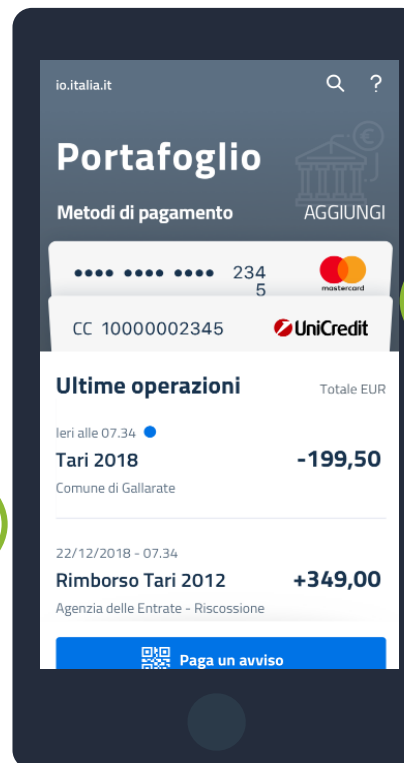 io.italia.it ?
Portafoglio
Metodi di pagamento AGGIUNGI
•••• •••• •••• 234
5
mastercard
CC 10000002345 UniCredit
Ultime operazioni Totale EUR
Ieri alle 07.34
Tari 2018 -199,50
Comune di Gallarate
22/12/2018 - 07.34
Rimborso Tari 2012 +349,00
Agenzia delle Entrate - Riscossione
Paga un avviso